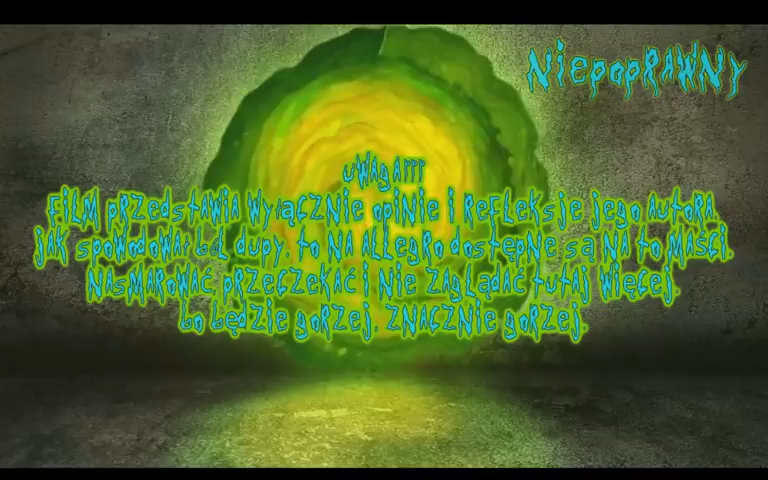 NiepopRAWNy
uWAgA!!!
FiLM pRZedstAWiA WyłąCZNie opiNie i RefLeksje jego AutoRA.
jAk spoWodoWAł ból dupy, to NA ALLegRo dostępNe są NA to MAści.
NAsMARoWAć, pRZeCZekAć i Nie ZAgLądAć tutAj WięCej.
bo będZie goRZej. ZNACZNie goRZej.